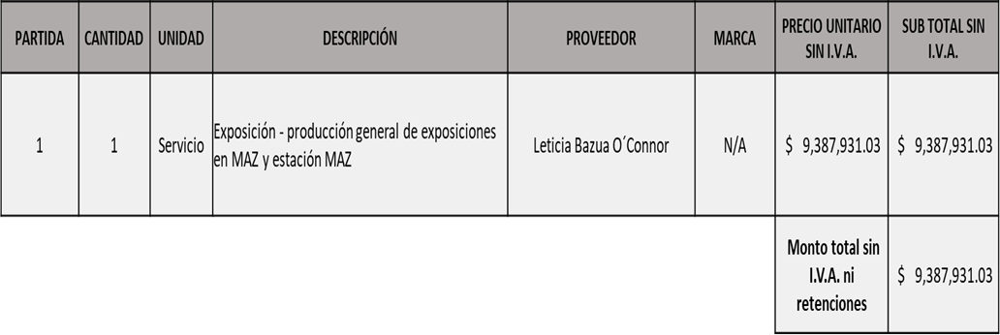 PARTIDA CANTIDAD UNIDAD DESCRIPCIÓN PROVEEDOR MARCA PRECIO UNITARIO SIN I.V.A. SUB TOTAL SIN I.V.A.
1 1 Servicio Exposición - producción general de exposiciones en MAZ y estación MAZ Leticia Bazua O´Connor N/A $ 9,387,931.03 $ 9,387,931.03
Monto total sin I.V.A. ni retenciones $ 9,387,931.03